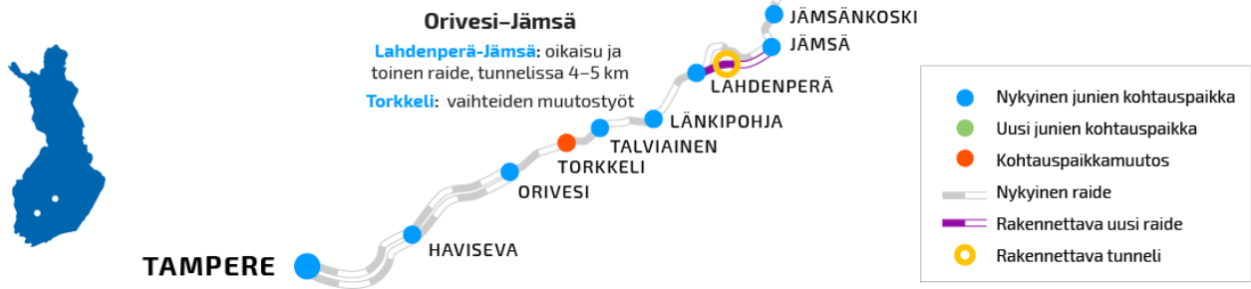 Orivesi–Jämsä
Lahdenperä-Jämsä: oikaisu ja
toinen raide, tunnelissa 4–5 km
Torkkeli: vaihteiden muutostyöt
JÄMSÄNKOSKI
JÄMSÄ
LAHDENPERÄ
LÄNKIPOHJA
TALVIAINEN
TORKKELI
ORIVESI
HAVISEVA
TAMPERE
Nykyinen junien kohtauspaikka
Uusi junien kohtauspaikka
Kohtauspaikkamuutos
Nykyinen raide
Rakennettava uusi raide
Rakennettava tunneli